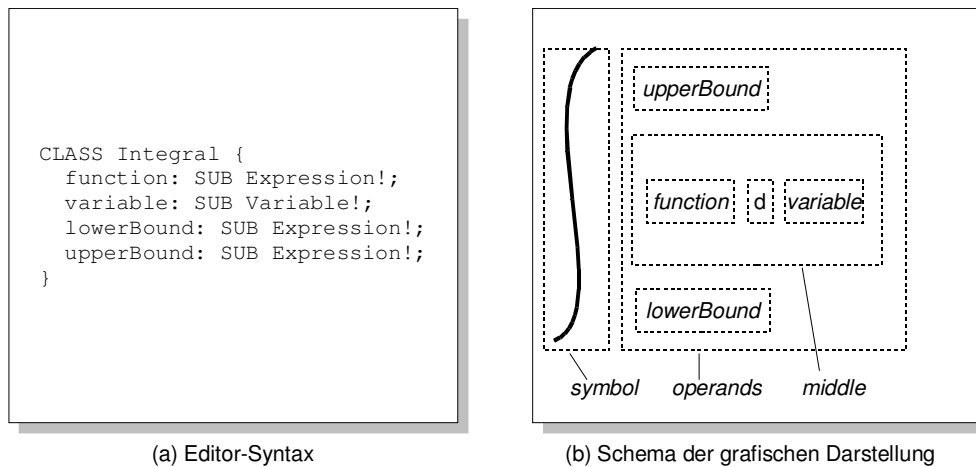 CLASS Integral {
function: SUB Expression!;
variable: SUB Variable!;
lowerBound: SUB Expression!;
upperBound: SUB Expression!;
}
(a) Editor-Syntax
upperBound
function d variable
lowerBound
symbol operands middle
(b) Schema der grafischen Darstellung